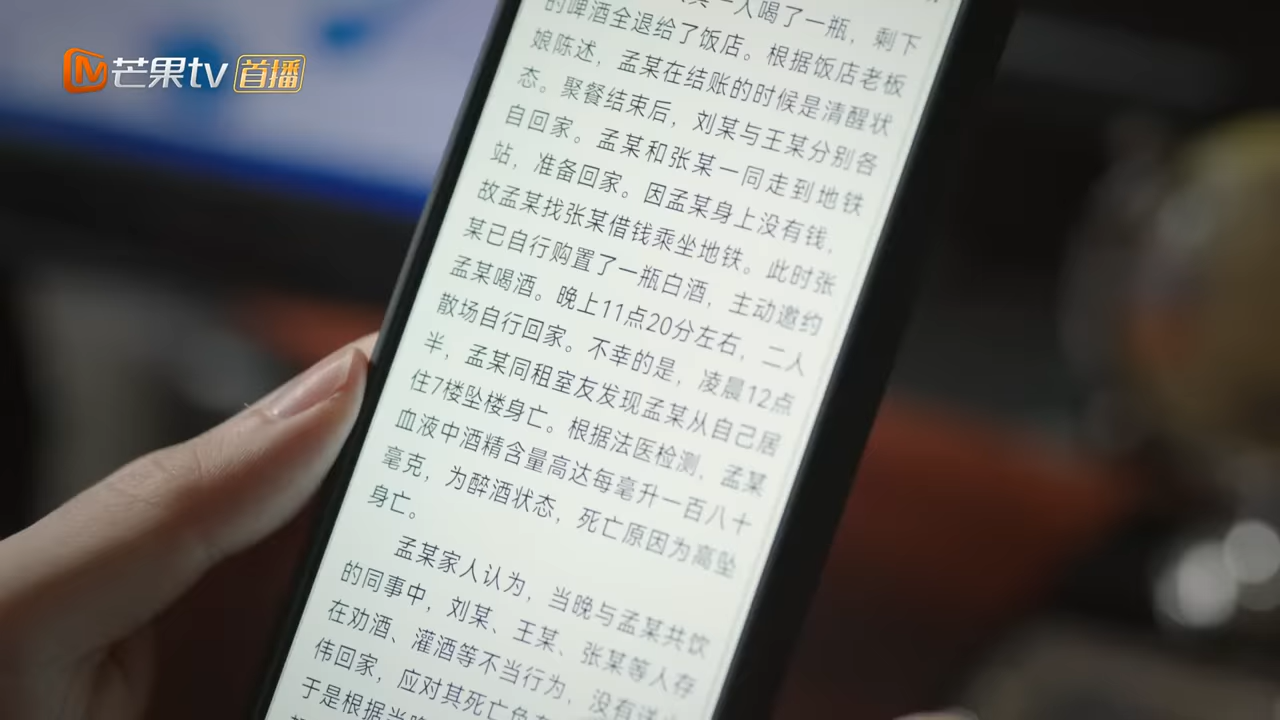 芒果tv 首播
人喝了一瓶，剩下
的啤酒全退给了饭店。根据饭店老板
娘陈述，孟某在结账的时候是清醒状
态。聚餐结束后，刘某与王某分别各
自回家。孟某和张某一同走到地铁
站，准备回家。因孟某身上没有钱，
故孟某找张某借钱乘坐地铁。此时张
某已自行购置了一瓶白酒，主动邀约
孟某喝酒。晚上11点20分左右，二人
散场自行回家。不幸的是，凌晨12点
半，孟某同租室友发现孟某从自己居
住7楼坠楼身亡。根据法医检测，孟某
血液中酒精含量高达每毫升一百八十
毫克，为醉酒状态，死亡原因为高坠
身亡。
孟某家人认为，当晚与孟某共饮
的同事中，刘某、王某、张某等人存
在劝酒、灌酒等不当行为，没有送
伟回家，应对其死亡负
于是根据当晚